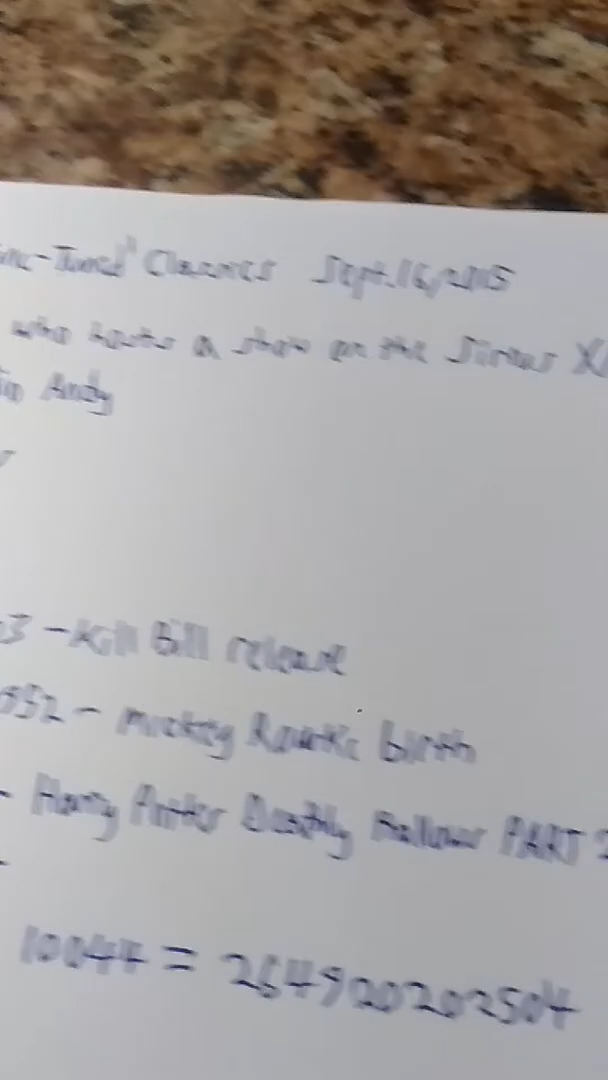 Tuned" Classics Sept. 16, 2015
who hosts a show on the Sirius X
Andy
3 - Kill Bill release
952 - Mickey Rourke birth
- Harry Potter Deathly Hallows PART 2
-
10044 = 264920202504